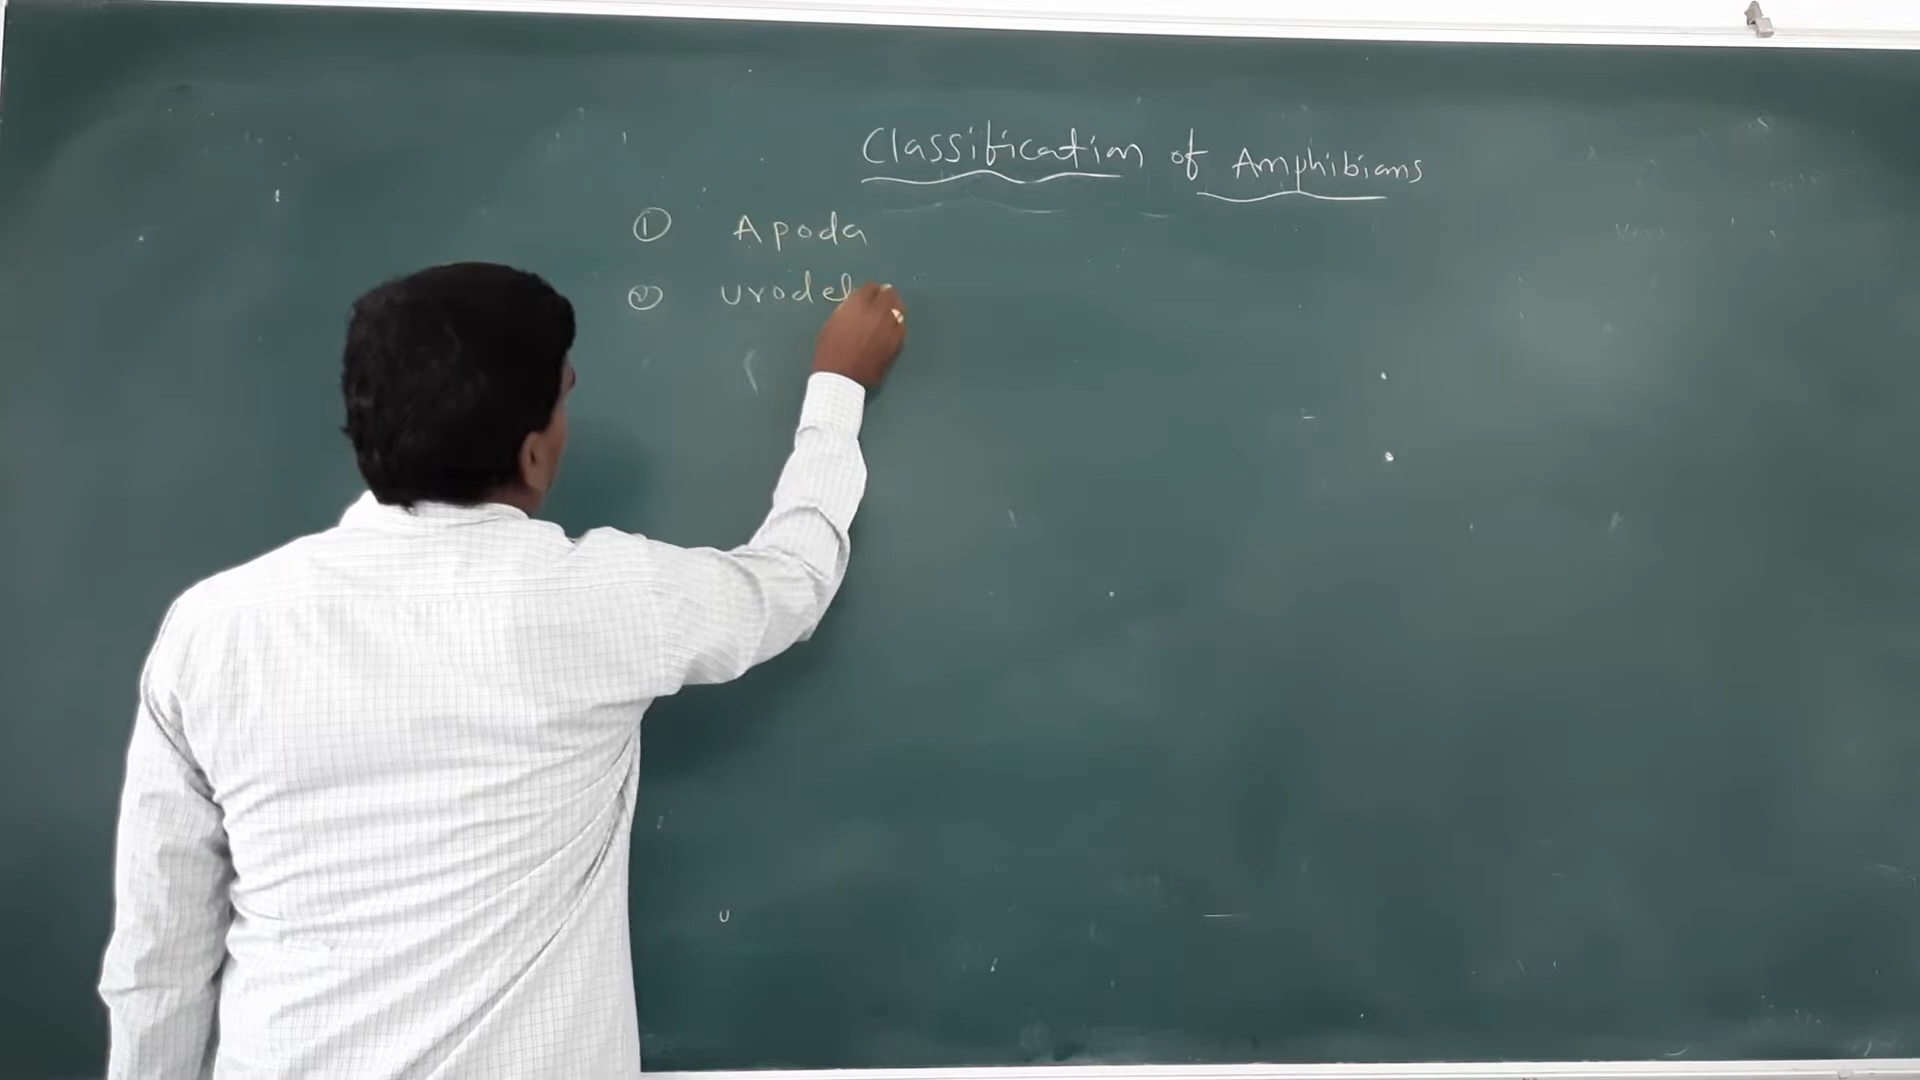 Classification of Amphibians
① Apoda
② Urodel